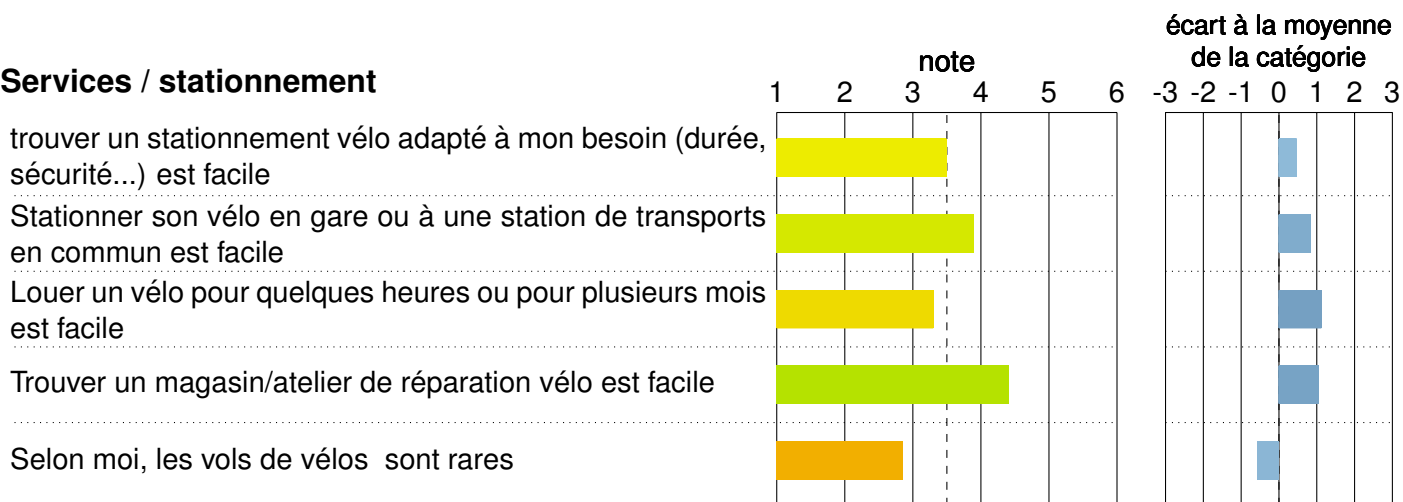 écart à la moyenne
de la catégorie
note
Services / stationnement
1 2 3 4 5 6
-3 -2 -1 0 1 2 3
trouver un stationnement vélo adapté à mon besoin (durée,
sécurité...) est facile
Stationner son vélo en gare ou à une station de transports
en commun est facile
Louer un vélo pour quelques heures ou pour plusieurs mois
est facile
Trouver un magasin/atelier de réparation vélo est facile
Selon moi, les vols de vélos sont rares